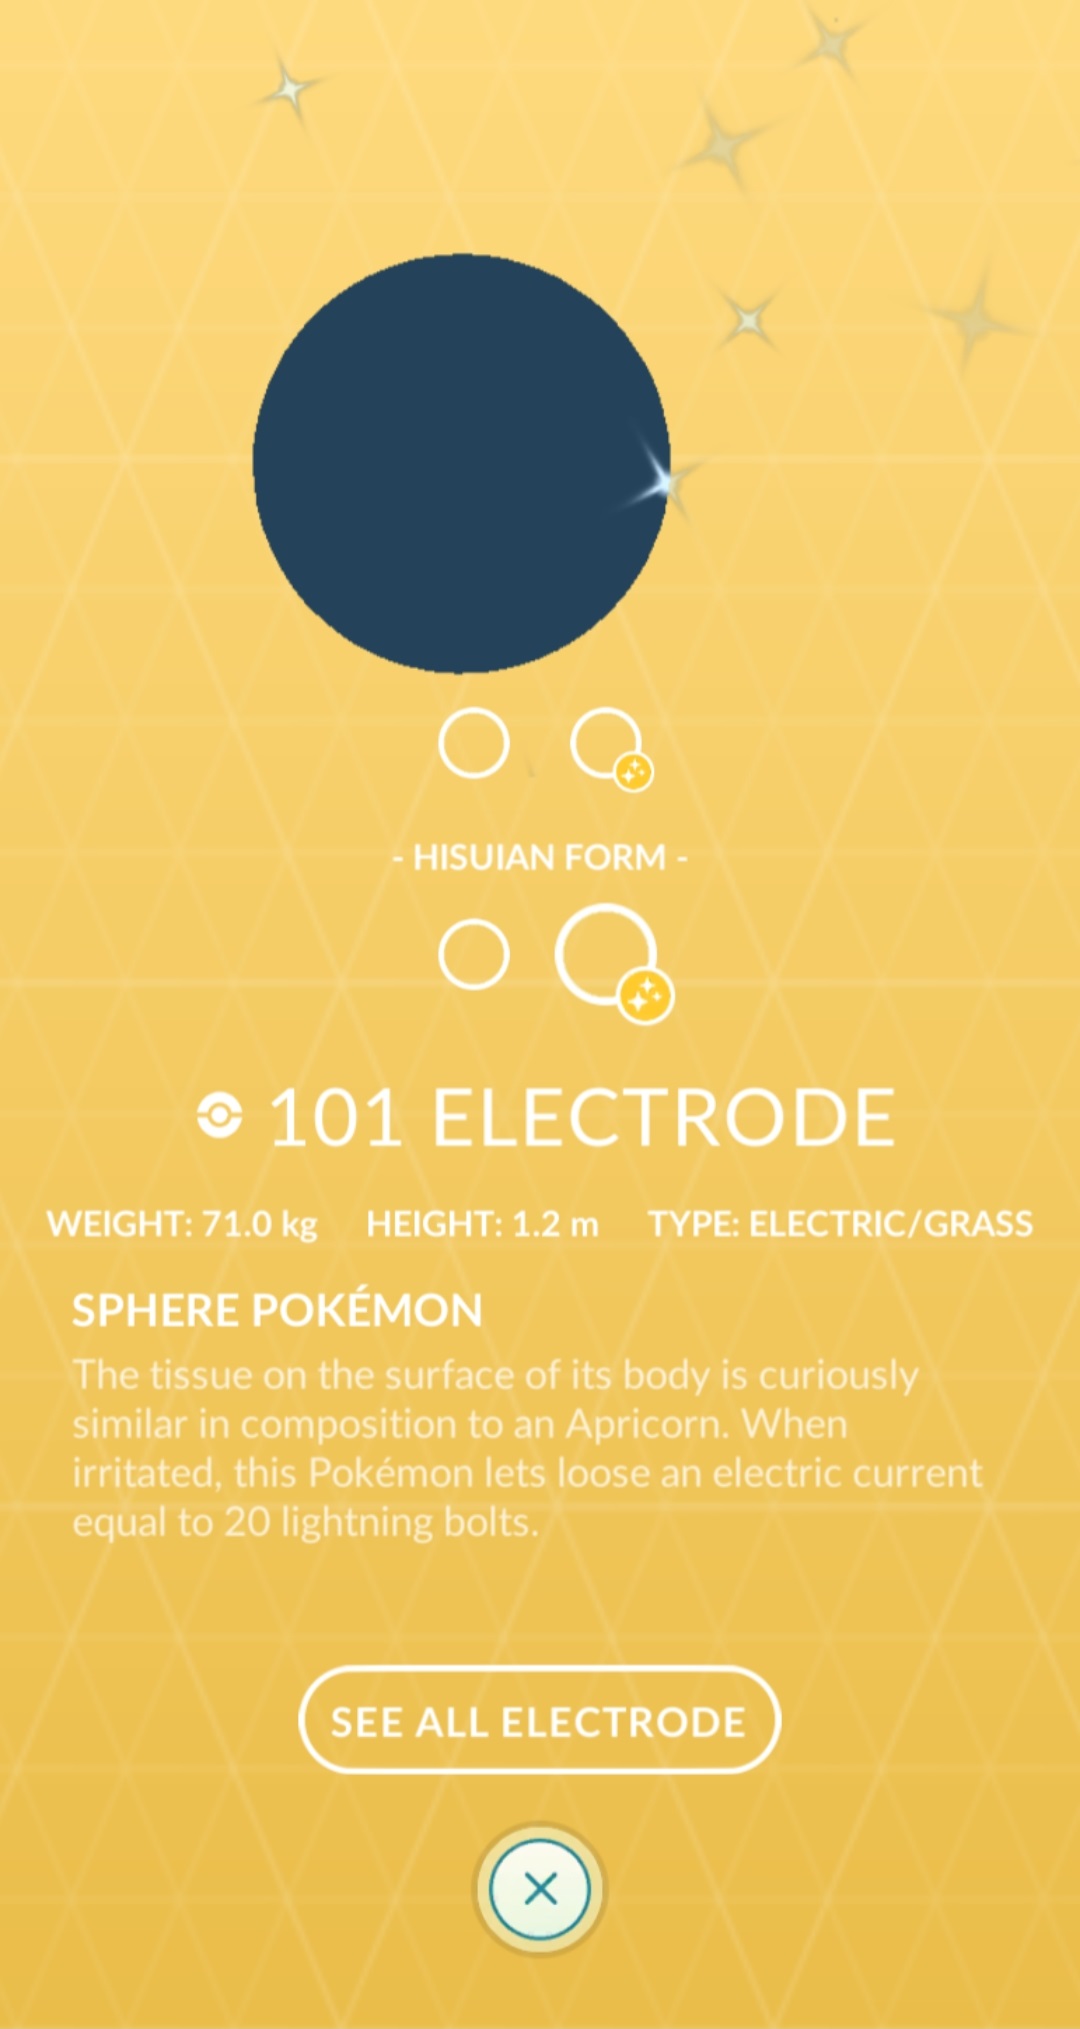 - HISUIAN FORM -
101 ELECTRODE
WEIGHT: 71.0 kg HEIGHT: 1.2 m TYPE: ELECTRIC/GRASS
SPHERE POKÉMON
The tissue on the surface of its body is curiously
similar in composition to an Apricorn. When
irritated, this Pokémon lets loose an electric current
equal to 20 lightning bolts.
SEE ALL ELECTRODE